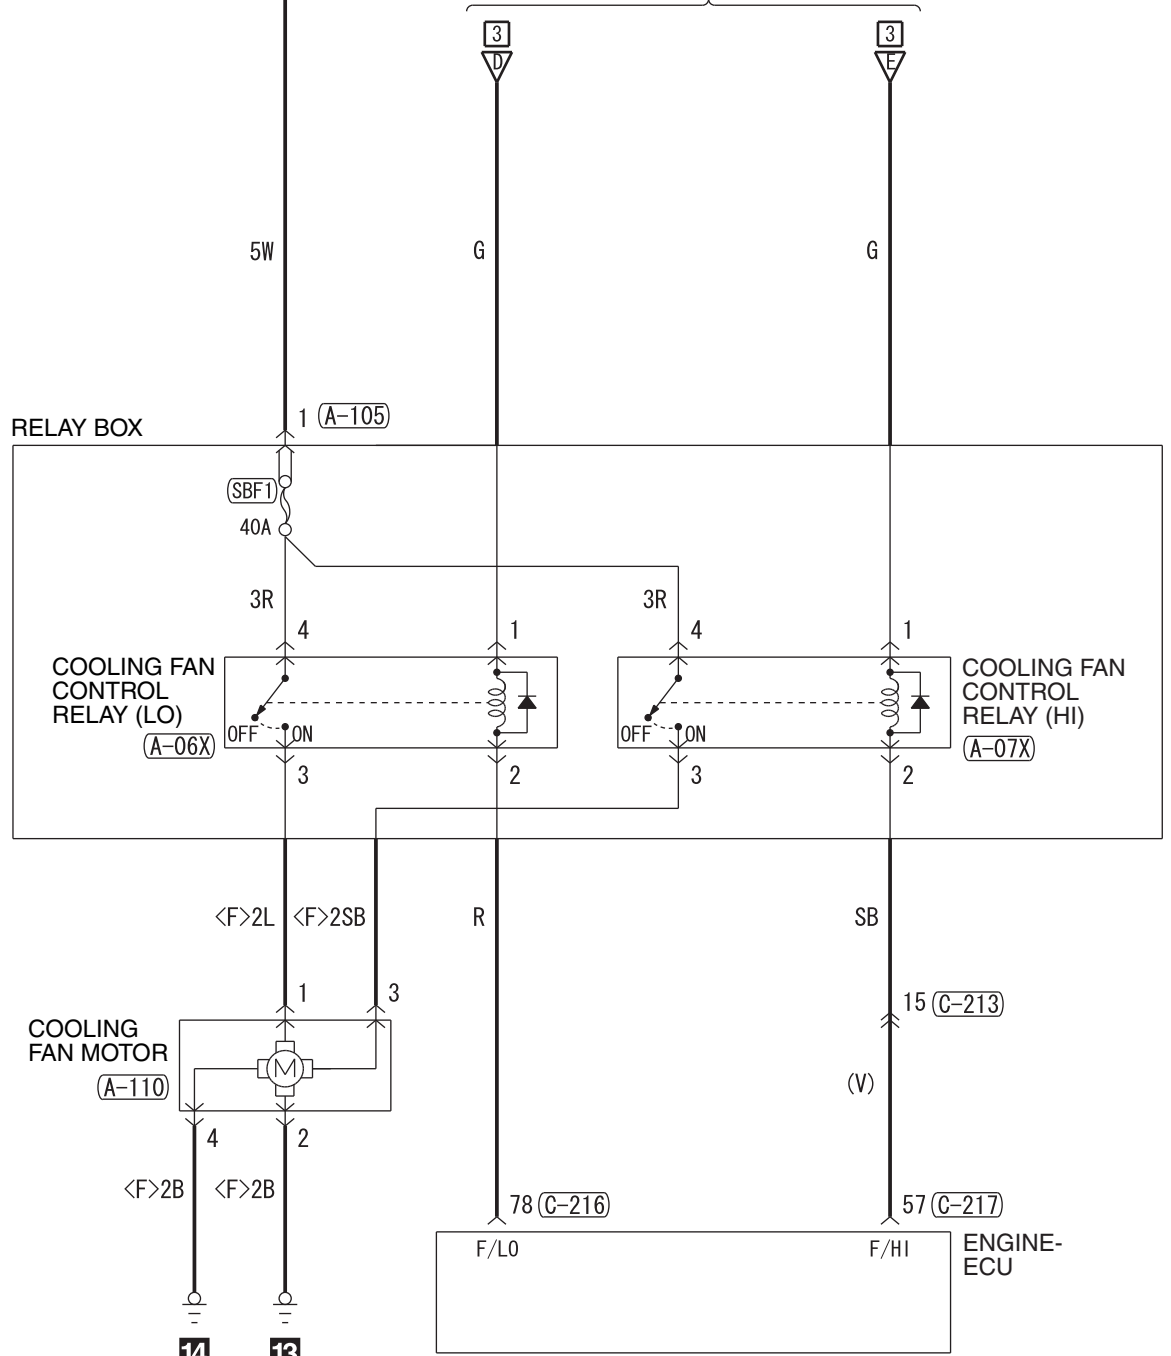 3
3
D
E
5W
G
G
1 A-105
RELAY BOX
SBF1
40A
3R
3R
4
1
4
1
COOLING FAN
CONTROL
RELAY (LO)
A-06X
OFF
ON
OFF
ON
COOLING FAN
CONTROL
RELAY (HI)
A-07X
3
2
3
2
<F>2L
<F>2SB
R
SB
1
3
15 C-213
COOLING
FAN MOTOR
A-110
M
(V)
4
2
<F>2B
<F>2B
78 C-216
57 C-217
F/LO
F/HI
ENGINE-
ECU
14
13